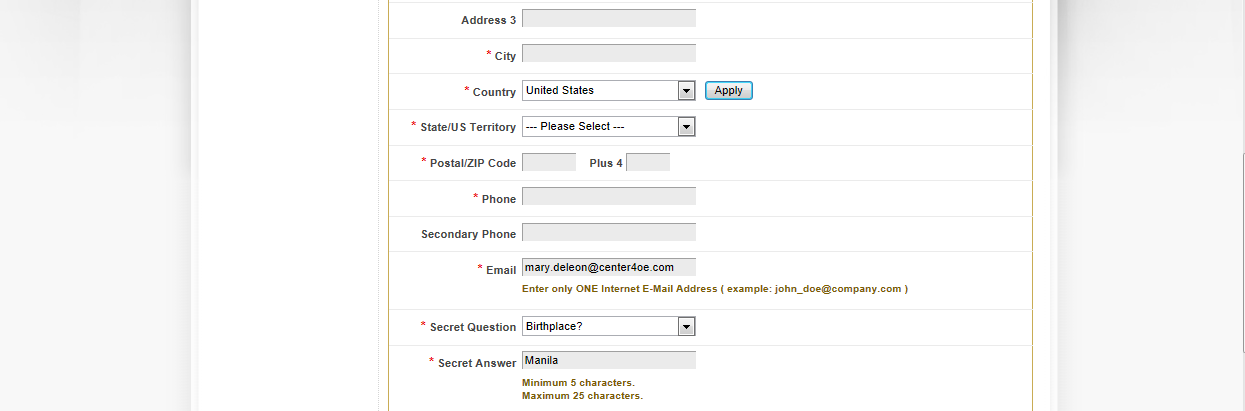 Address 3
* City
* Country United States Apply
* State/US Territory --- Please Select ---
* Postal/ZIP Code Plus 4
* Phone
Secondary Phone
* Email mary.deleon@center4oe.com
Enter only ONE Internet E-Mail Address ( example: john_doe@company.com )
* Secret Question Birthplace?
* Secret Answer Manila
Minimum 5 characters.
Maximum 25 characters.